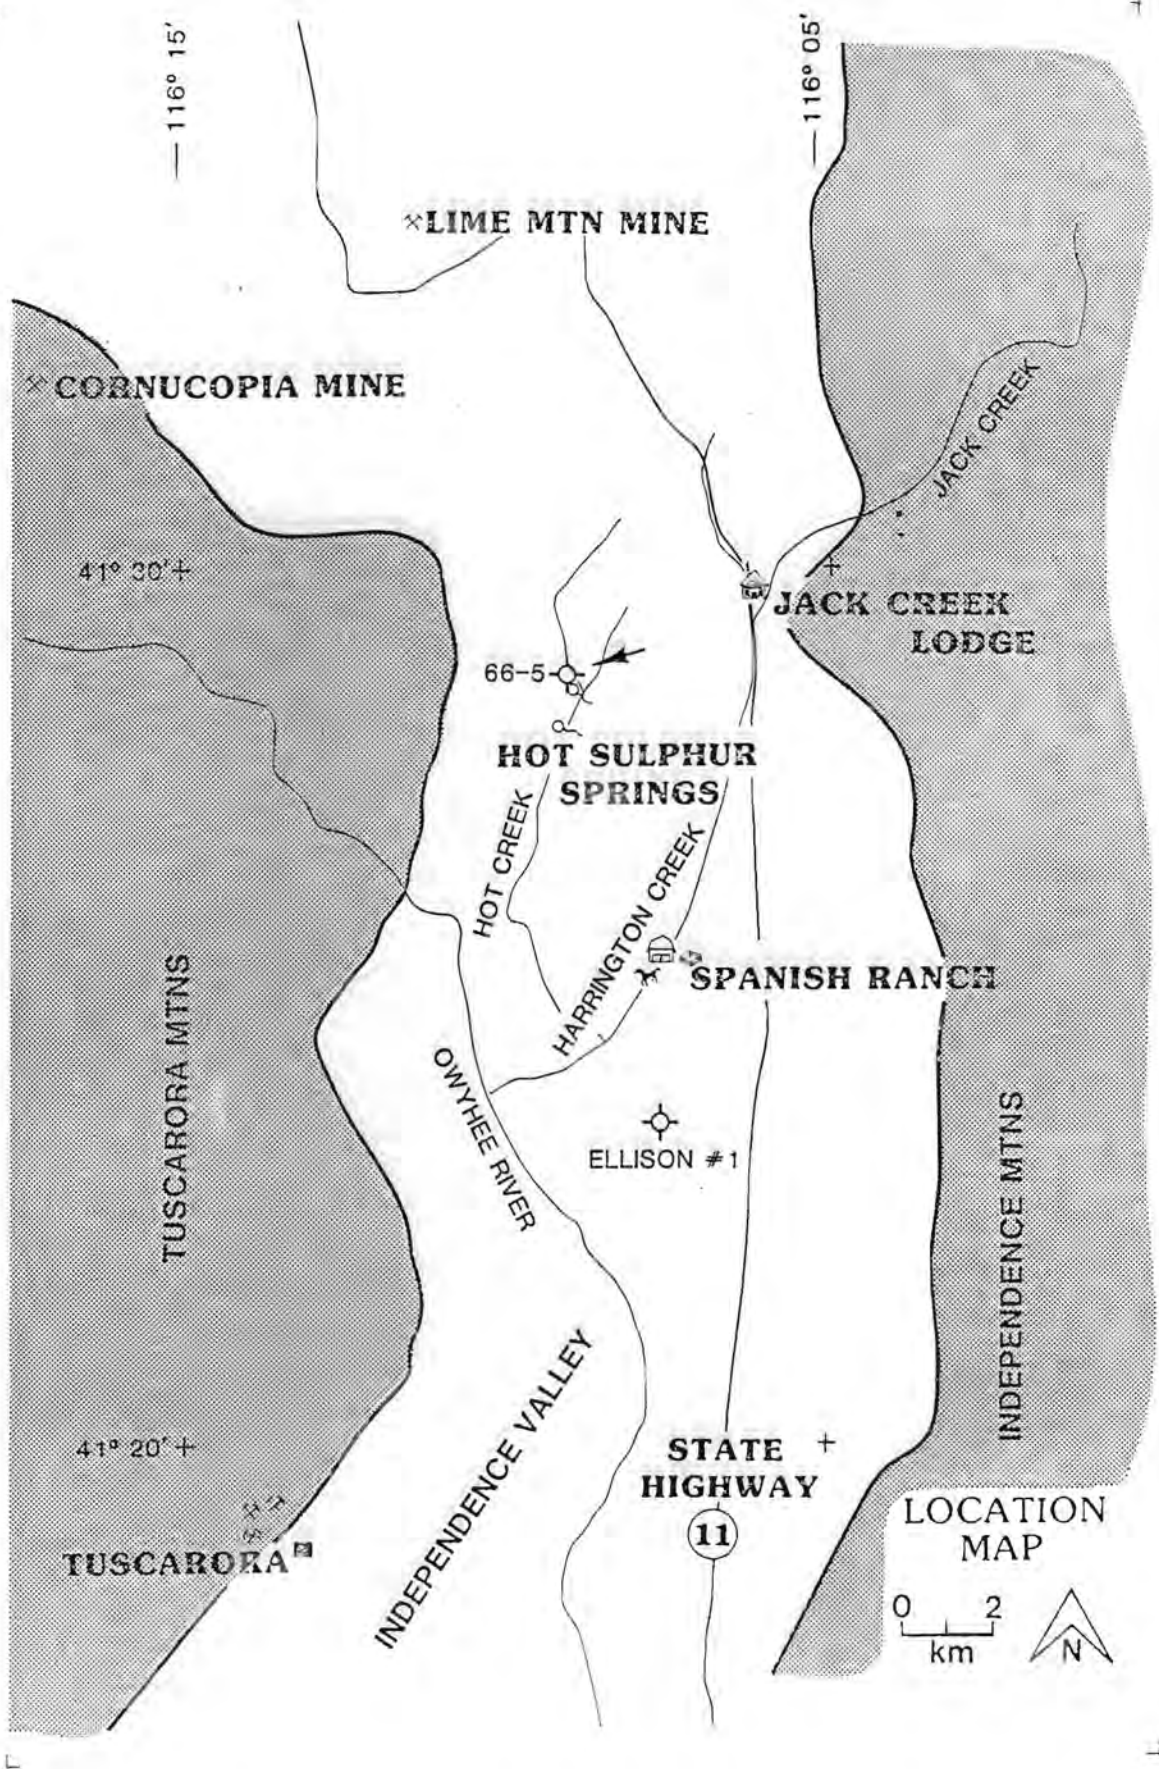 116° 15'
116° 05'
LIME MTN MINE
CORNUCOPIA MINE
JACK CREEK
41° 30'
JACK CREEK
LODGE
66-5
HOT SULPHUR
SPRINGS
HOT CREEK
HARRINGTON CREEK
SPANISH RANCH
TUSCARORA MTNS
OWYHEE RIVER
ELLISON #1
INDEPENDENCE MTNS
INDEPENDENCE VALLEY
41° 20'
STATE
HIGHWAY
11
TUSCARORA
LOCATION
MAP
0 2
km
N